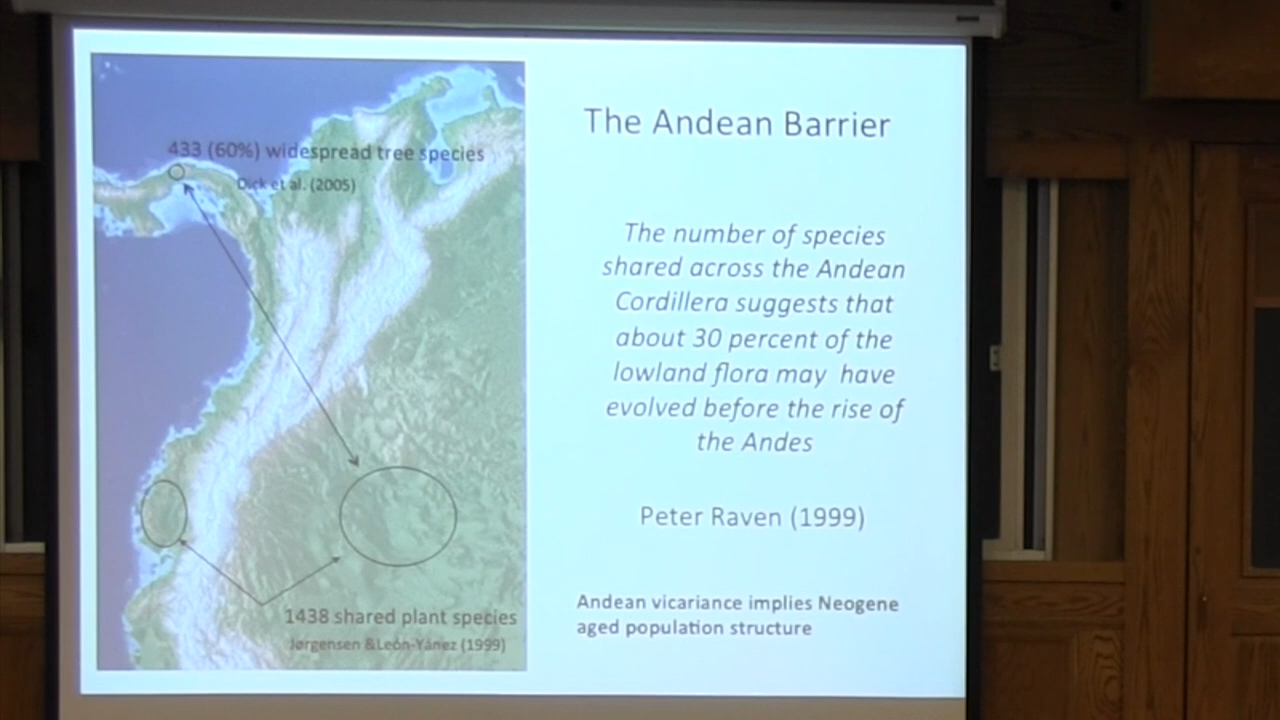 433 (60%) widespread tree species
Dick et al. (2005)
1438 shared plant species
Jørgensen &León-Yánez (1999)
The Andean Barrier
The number of species
shared across the Andean
Cordillera suggests that
about 30 percent of the
lowland flora may have
evolved before the rise of
the Andes
Peter Raven (1999)
Andean vicariance implies Neogene
aged population structure